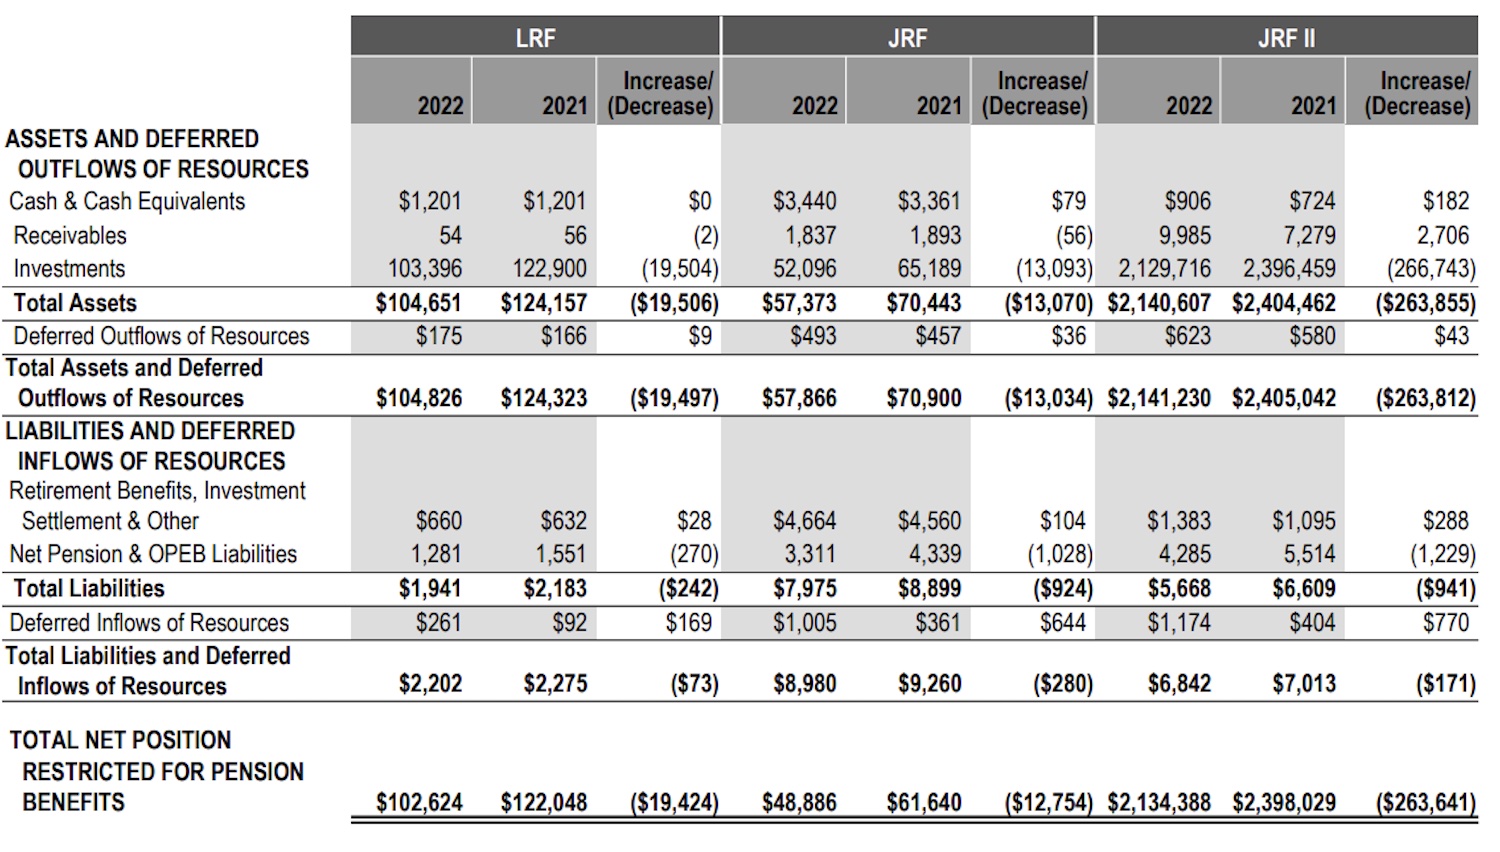 LRF JRF JRF II
Increase/ Increase/ Increase/
2022 2021 (Decrease) 2022 2021 (Decrease) 2022 2021 (Decrease)
ASSETS AND DEFERRED
OUTFLOWS OF RESOURCES
Cash & Cash Equivalents $1,201 $1,201 $0 $3,440 $3,361 $79 $906 $724 $182
Receivables 54 56 (2) 1,837 1,893 (56) 9,985 7,279 2,706
Investments 103,396 122,900 (19,504) 52,096 65,189 (13,093) 2,129,716 2,396,459 (266,743)
Total Assets $104,651 $124,157 ($19,506) $57,373 $70,443 ($13,070) $2,140,607 $2,404,462 ($263,855)
Deferred Outflows of Resources $175 $166 $9 $493 $457 $36 $623 $580 $43
Total Assets and Deferred
Outflows of Resources $104,826 $124,323 ($19,497) $57,866 $70,900 ($13,034) $2,141,230 $2,405,042 ($263,812)
LIABILITIES AND DEFERRED
INFLOWS OF RESOURCES
Retirement Benefits, Investment
Settlement & Other $660 $632 $28 $4,664 $4,560 $104 $1,383 $1,095 $288
Net Pension & OPEB Liabilities 1,281 1,551 (270) 3,311 4,339 (1,028) 4,285 5,514 (1,229)
Total Liabilities $1,941 $2,183 ($242) $7,975 $8,899 ($924) $5,668 $6,609 ($941)
Deferred Inflows of Resources $261 $92 $169 $1,005 $361 $644 $1,174 $404 $770
Total Liabilities and Deferred
Inflows of Resources $2,202 $2,275 ($73) $8,980 $9,260 ($280) $6,842 $7,013 ($171)
TOTAL NET POSITION
RESTRICTED FOR PENSION
BENEFITS $102,624 $122,048 ($19,424) $48,886 $61,640 ($12,754) $2,134,388 $2,398,029 ($263,641)